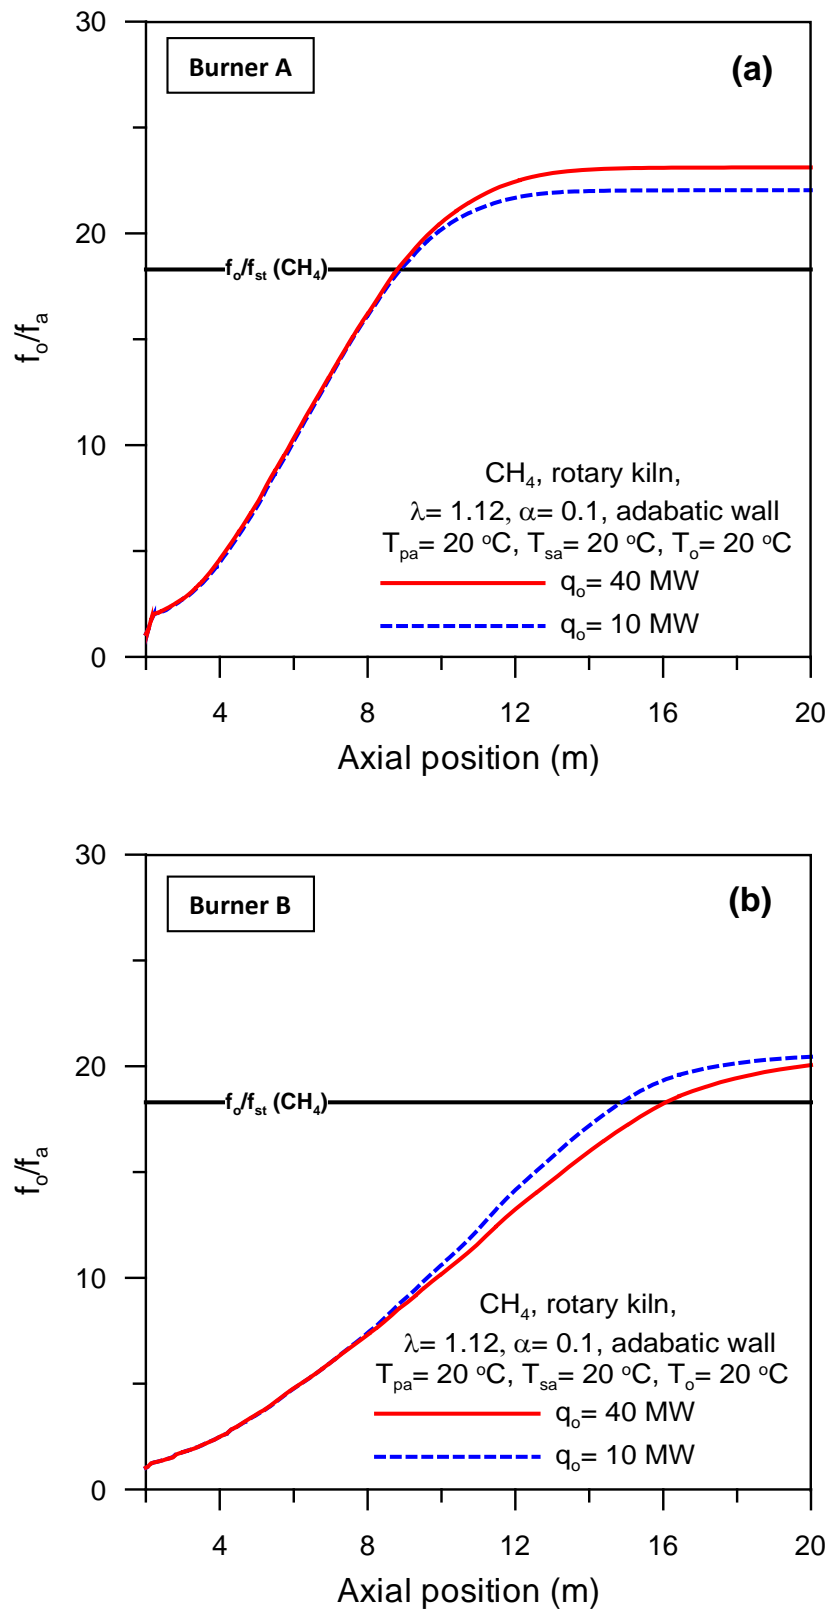 30
Burner A
(a)
20
fₒ/fₛₜ (CH₄)
fₒ/fₐ
10
CH₄, rotary kiln,
λ= 1.12, α= 0.1, adabatic wall
Tₚₐ= 20 ᵒC, Tₛₐ= 20 ᵒC, Tₒ= 20 ᵒC
qₒ= 40 MW
qₒ= 10 MW
0
4 8 12 16 20
Axial position (m)
30
Burner B
(b)
20
fₒ/fₛₜ (CH₄)
fₒ/fₐ
10
CH₄, rotary kiln,
λ= 1.12, α= 0.1, adabatic wall
Tₚₐ= 20 ᵒC, Tₛₐ= 20 ᵒC, Tₒ= 20 ᵒC
qₒ= 40 MW
qₒ= 10 MW
0
4 8 12 16 20
Axial position (m)